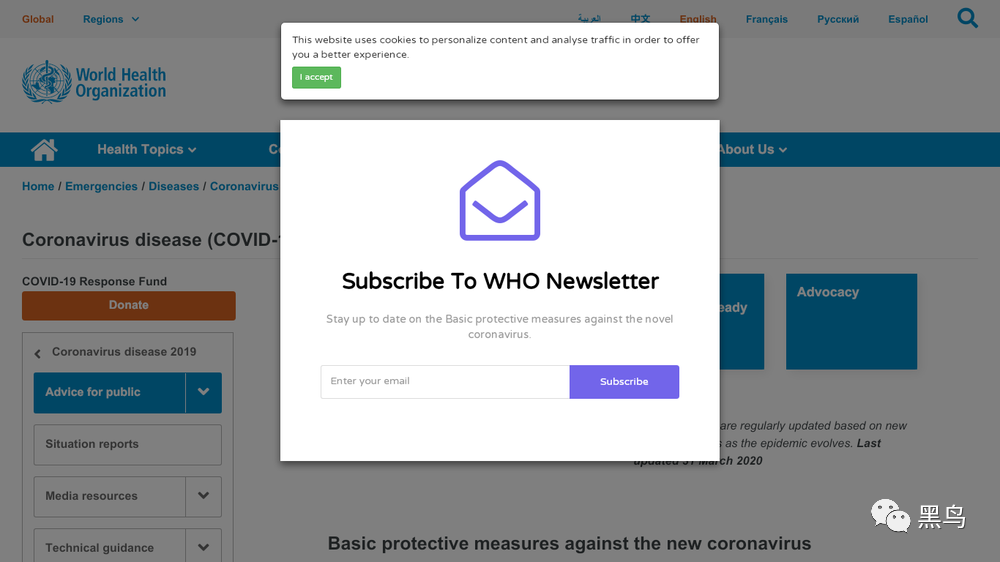 Global
Regions
العربية
中文
English
Français
Русский
Español
This website uses cookies to personalize content and analyse traffic in order to offer
you a better experience.
I accept
World Health
Organization
Health Topics
About Us
Home / Emergencies / Diseases / Coronavirus
Coronavirus disease (COVID-1
Subscribe To WHO Newsletter
Stay up to date on the Basic protective measures against the novel
coronavirus.
Enter your email
Subscribe
COVID-19 Response Fund
Donate
Coronavirus disease 2019
Advice for public
Situation reports
Media resources
Technical guidance
eady
Advocacy
are regularly updated based on new
s as the epidemic evolves. Last
updated 31 March 2020
Basic protective measures against the new coronavirus
黑鸟